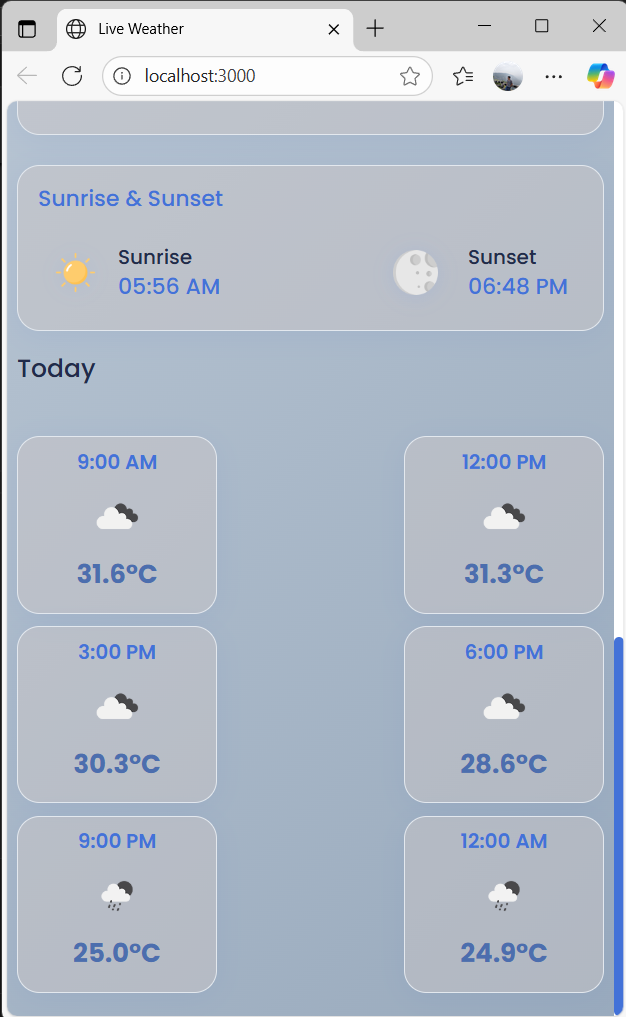 Live Weather
localhost:3000
Sunrise & Sunset
Sunrise
05:56 AM
Sunset
06:48 PM
Today
9:00 AM
31.6°C
12:00 PM
31.3°C
3:00 PM
30.3°C
6:00 PM
28.6°C
9:00 PM
25.0°C
12:00 AM
24.9°C